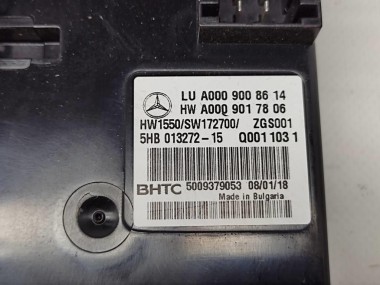 LU A000 900 86 14
HW A000 901 78 06
HW1550/SW172700/ ZGS001
5HB 013272-15 Q001 103 1
BHTC 5009379053 08/01/18
Made in Bulgaria